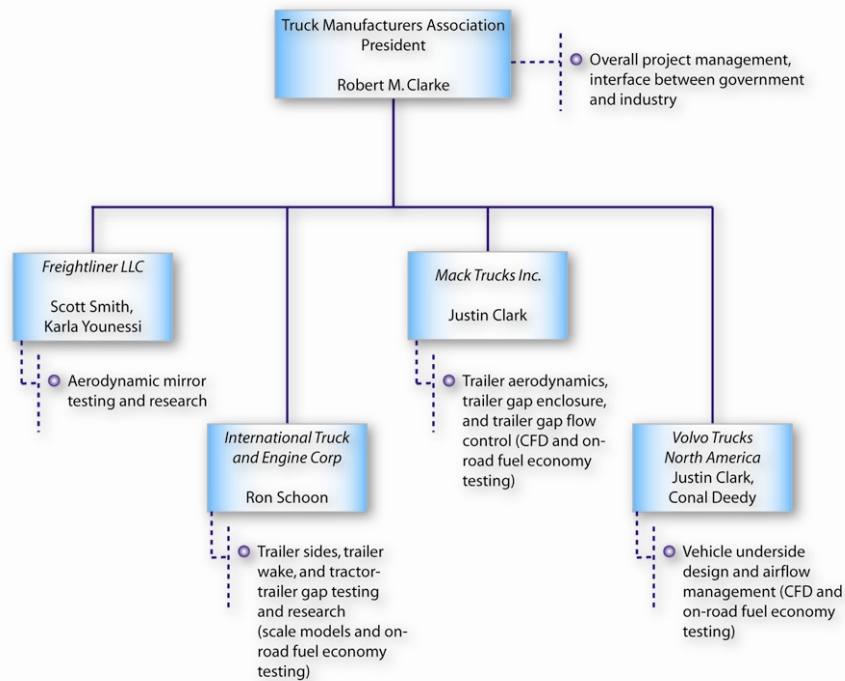 Truck Manufacturers Association
President
Robert M. Clarke
Overall project management,
interface between government
and industry
Freightliner LLC
Scott Smith,
Karla Younessi
Aerodynamic mirror
testing and research
International Truck
and Engine Corp
Ron Schoon
Trailer sides, trailer
wake, and tractor-
trailer gap testing
and research
(scale models and on-
road fuel economy
testing)
Mack Trucks Inc.
Justin Clark
Trailer aerodynamics,
trailer gap enclosure,
and trailer gap flow
control (CFD and on-
road fuel economy
testing)
Volvo Trucks
North America
Justin Clark,
Conal Deedy
Vehicle underside
design and airflow
management (CFD and
on-road fuel economy
testing)